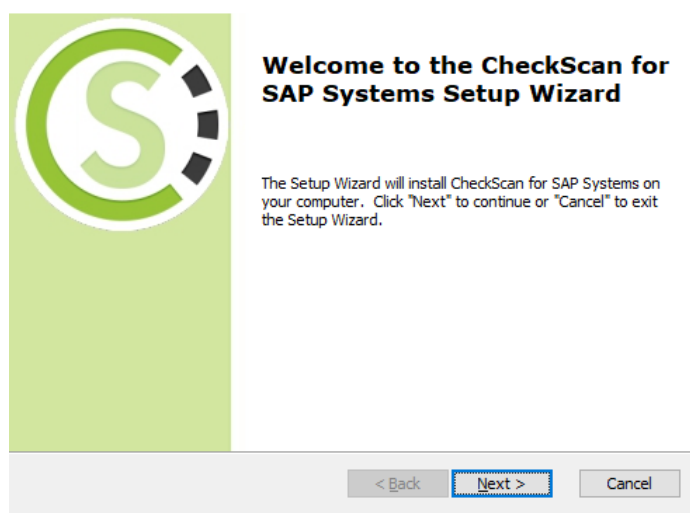 S
Welcome to the CheckScan for
SAP Systems Setup Wizard
The Setup Wizard will install CheckScan for SAP Systems on
your computer.  Click "Next" to continue or "Cancel" to exit
the Setup Wizard.
< Back
Next >
Cancel